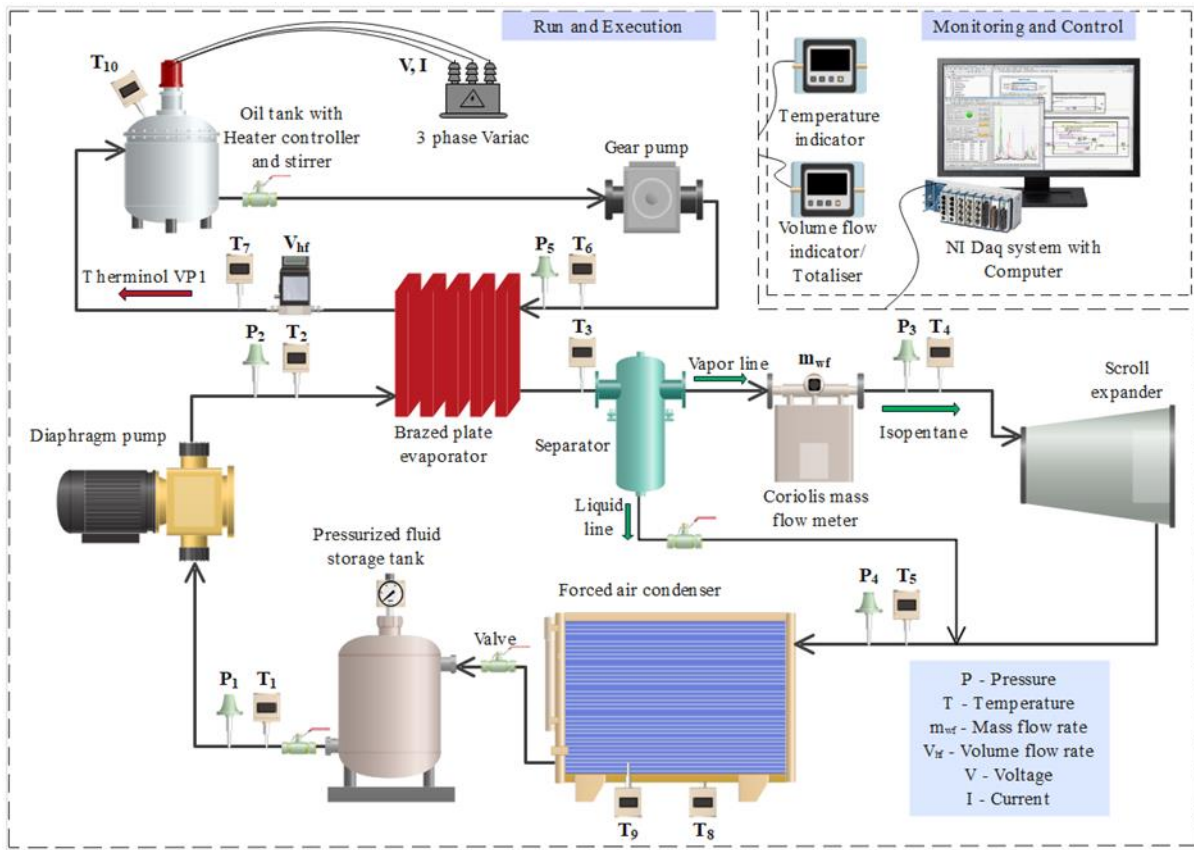 Run and Execution
Monitoring and Control
T10
V, I
Oil tank with
Heater controller
and stirrer
3 phase Variac
Gear pump
Temperature
indicator
Volume flow
indicator/
Totaliser
NI Daq system with
Computer
T7
Vhf
P5
T6
Therminol VP1
P2
T2
T3
Vapor line
mwf
P3
T4
Scroll
expander
Isopentane
Diaphragm pump
Brazed plate
evaporator
Separator
Coriolis mass
flow meter
Liquid
line
Pressurized fluid
storage tank
Forced air condenser
P4
T5
Valve
P1
T1
T9
T8
P - Pressure
T - Temperature
mwf - Mass flow rate
Vhf - Volume flow rate
V - Voltage
I - Current